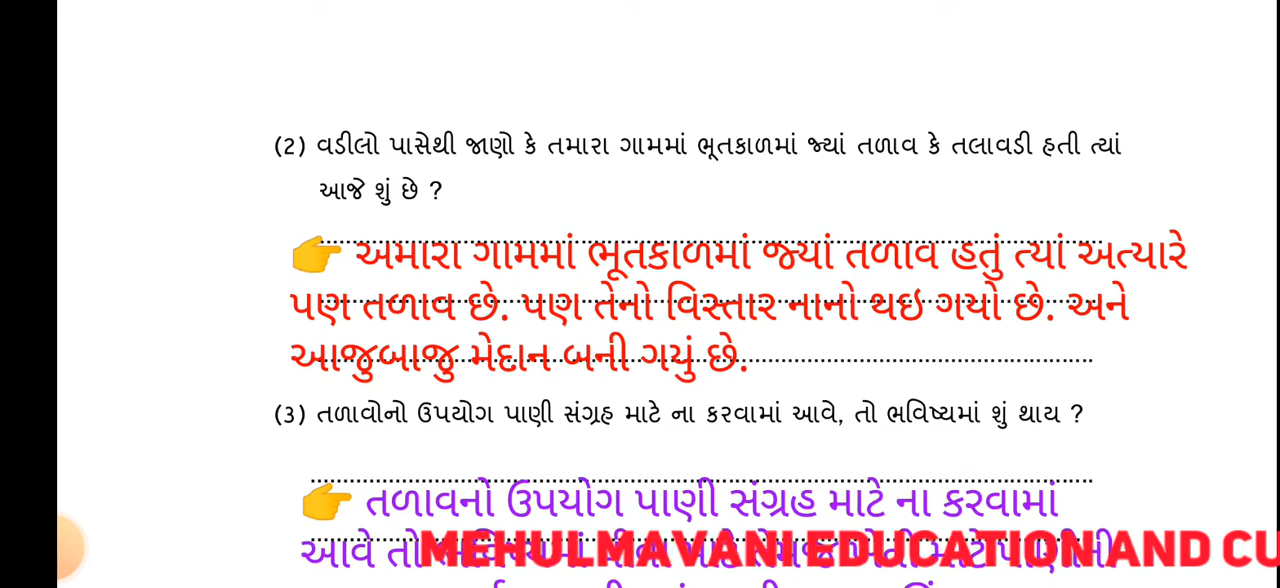 (2) વડીલો પાસેથી જાણો કે તમારા ગામમાં ભૂતકાળમાં જ્યાં તળાવ કે તલાવડી હતી ત્યાં
આજે શું છે ?
👉 અમારા ગામમાં ભૂતકાળમાં જ્યાં તળાવ હતું ત્યાં અત્યારે
પણ તળાવ છે. પણ તેનો વિસ્તાર નાનો થઇ ગયો છે. અને
આજુબાજુ મેદાન બની ગયું છે.
(3) તળાવોનો ઉપયોગ પાણી સંગ્રહ માટે ના કરવામાં આવે, તો ભવિષ્યમાં શું થાય ?
👉 તળાવનો ઉપયોગ પાણી સંગ્રહ માટે ના કરવામાં
આવે તો
MEHUL MAVANI EDUCATION AND CU